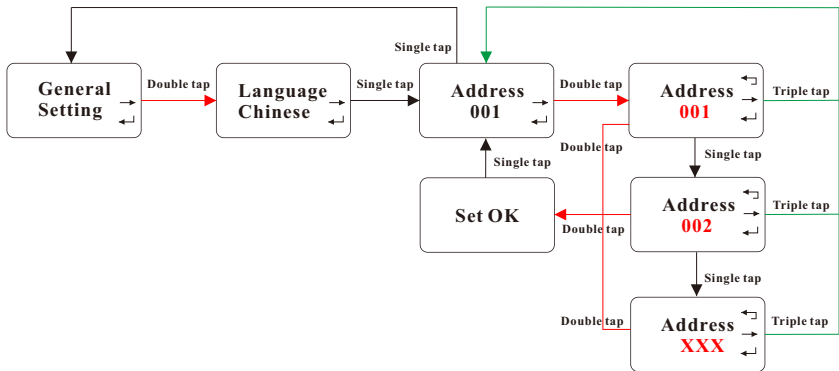 Single tap
General
Setting
Double tap
Language
Chinese
Single tap
Address
001
Double tap
Address
001
Triple tap
Double tap
Single tap
Single tap
Set OK
Double tap
Address
002
Triple tap
Single tap
Double tap
Address
XXX
Triple tap